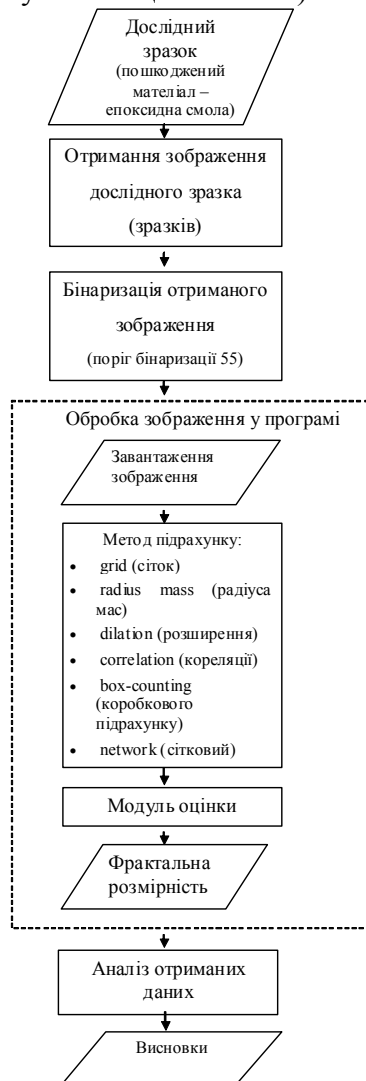 Дослідний
зразок
(пошкоджений
мателіал –
епоксидна смола)
Отримання зображення
дослідного зразка
(зразків)
Бінаризація отриманого
зображення
(поріг бінаризації 55)
Обробка зображення у програмі
Завантаження
зображення
Метод підрахунку:
• grid (сіток)
• radius mass (радіуса
мас)
• dilation (розширення)
• correlation (кореляції)
• box-counting
(коробкового
підрахунку)
• network (сітковий)
Модуль оцінки
Фрактальна
розмірність
Аналіз отриманих
даних
Висновки